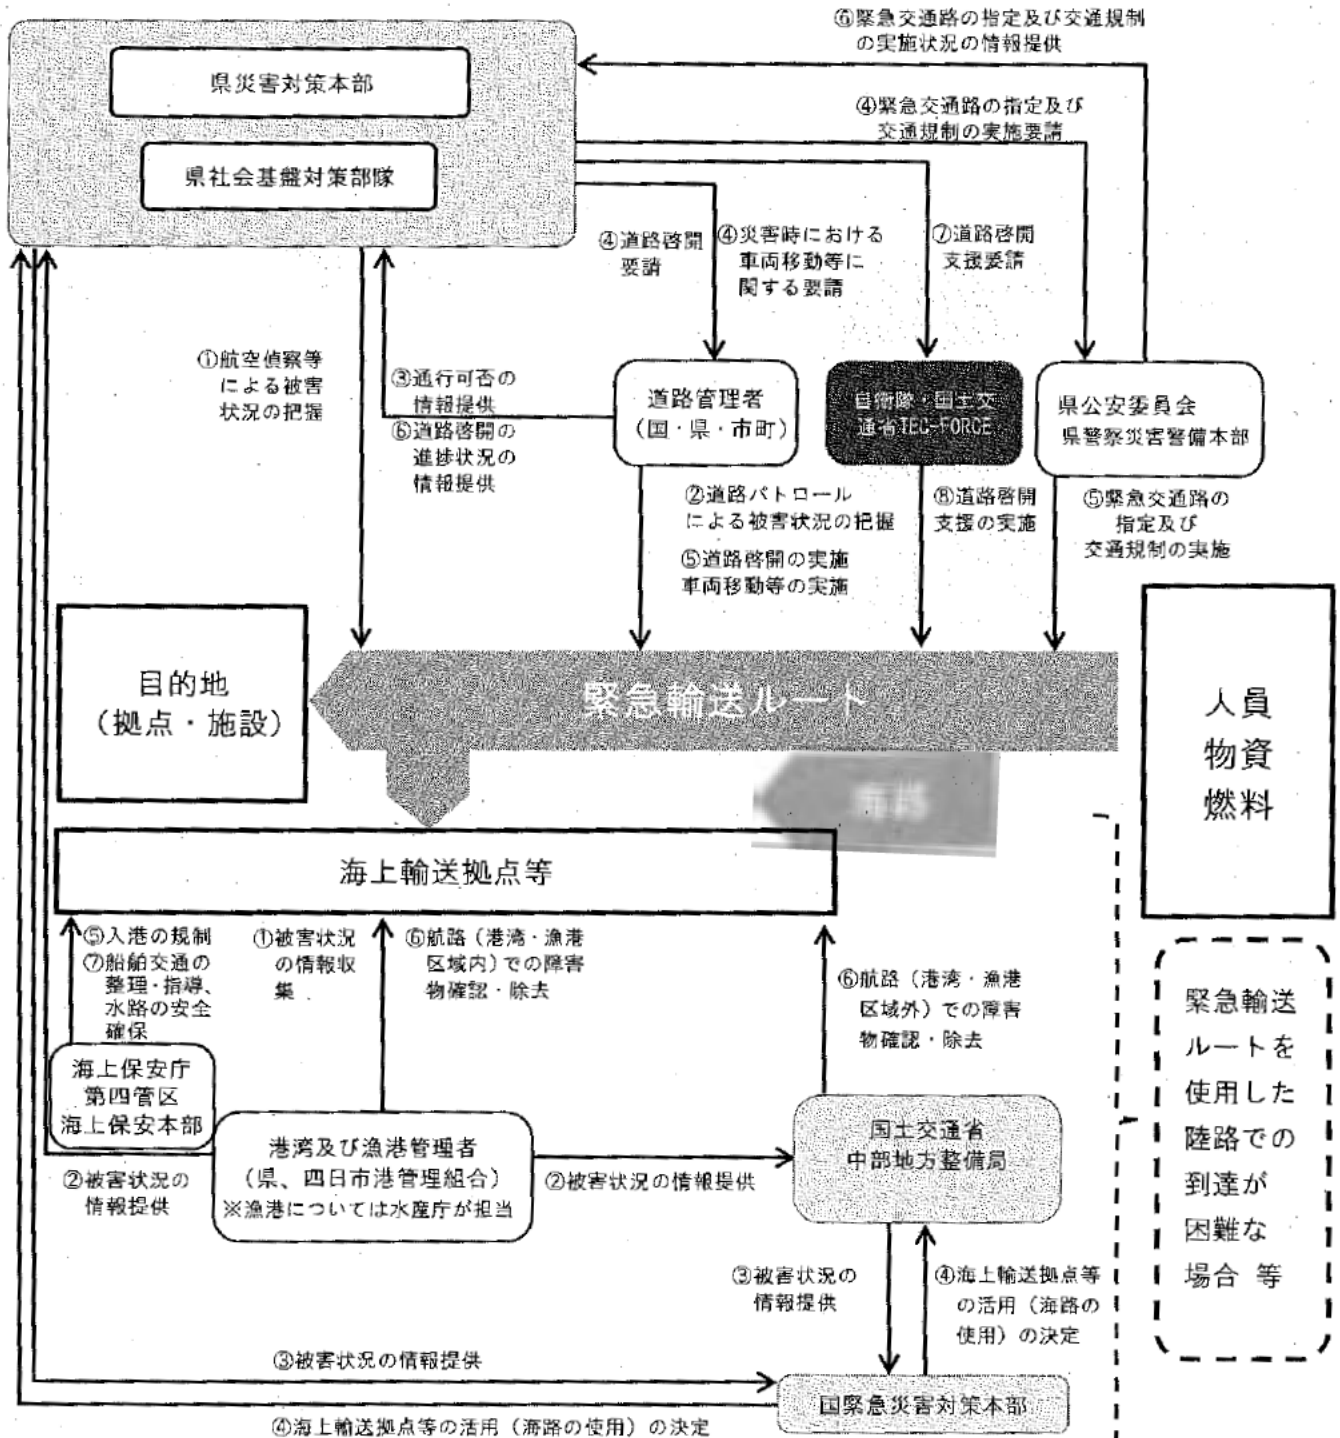 ⑥緊急交通路の指定及び交通規制
の実施状況の情報提供
県災害対策本部
県社会基盤対策部隊
④緊急交通路の指定及び
交通規制の実施要請
④道路啓開
要請
④災害時における
車両移動等に
関する要請
⑦道路啓開
支援要請
①航空偵察等
による被害
状況の把握
③通行可否の
情報提供
⑥道路啓開の
進捗状況の
情報提供
道路管理者
(国・県・市町)
自衛隊・国土交
通省TEC-FORCE
県公安委員会
県警察災害警備本部
②道路パトロール
による被害状況の把握
⑤道路啓開の実施
車両移動等の実施
⑧道路啓開
支援の実施
⑤緊急交通路の
指定及び
交通規制の実施
目的地
(拠点・施設)
緊急輸送ルート
人員
物資
燃料
海上輸送拠点等
⑤入港の規制
⑦船舶交通の
整理・指導、
水路の安全
確保
①被害状況
の情報収
集
⑥航路(港湾・漁港
区域内)での障害
物確認・除去
⑥航路(港湾・漁港
区域外)での障害
物確認・除去
緊急輸送
ルートを
使用した
陸路での
到達が
困難な
場合 等
海上保安庁
第四管区
海上保安本部
港湾及び漁港管理者
(県、四日市港管理組合)
※漁港については水産庁が担当
国土交通省
中部地方整備局
②被害状況の
情報提供
②被害状況の情報提供
③被害状況の
情報提供
④海上輸送拠点等
の活用(海路の
使用)の決定
③被害状況の情報提供
国緊急災害対策本部
④海上輸送拠点等の活用(海路の使用)の決定